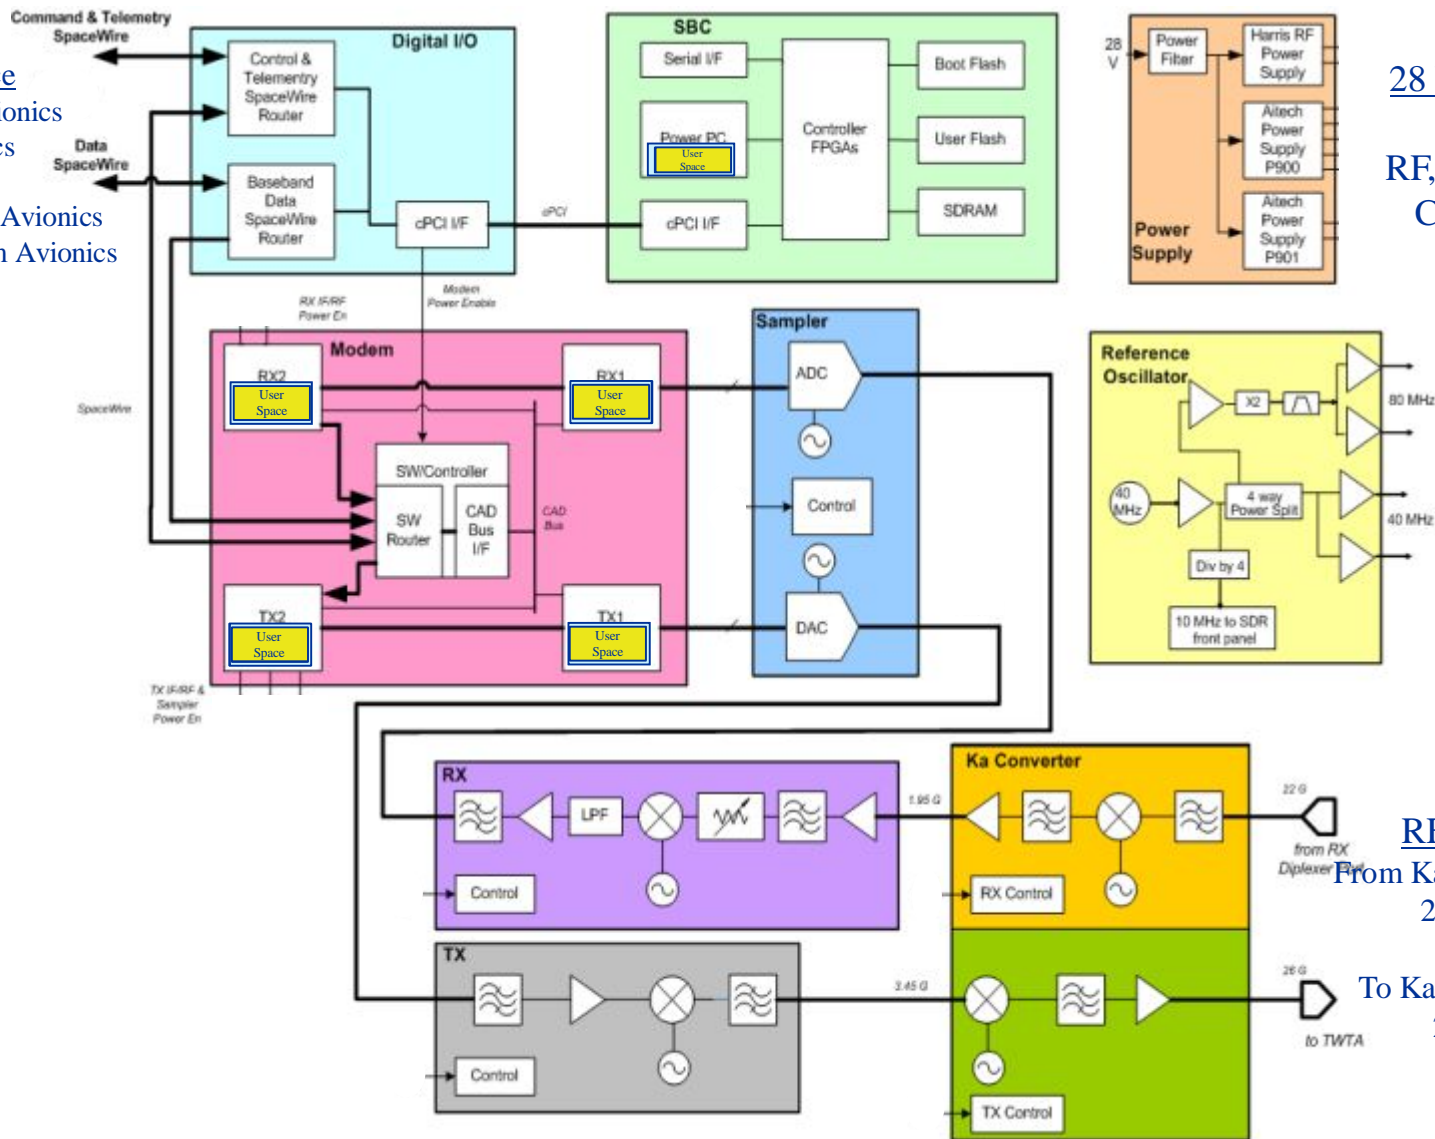 Command & Telemetry
SpaceWire
ionics
Data
SpaceWire
Avionics
Avionics
Digital I/O
Control &
Telementry
SpaceWire
Router
Baseband
Data
SpaceWire
Router
cPCI I/F
cPCI
SBC
Serial I/F
Power PC
User
Space
cPCI I/F
Controller
FPGAs
Boot Flash
User Flash
SDRAM
28
V
Power
Filter
Harris RF
Power
Supply
Aitech
Power
Supply
P900
Aitech
Power
Supply
P901
Power
Supply
28
RF,
C
RX IF/RF
Power En
Modem
Power Enable
SpaceWire
Modem
RX2
User
Space
RX1
User
Space
SW/Controller
SW
Router
CAD
Bus
I/F
CAD
Bus
TX2
User
Space
TX1
User
Space
TX IF/RF &
Sampler
Power En
Sampler
ADC
Control
DAC
Reference
Oscillator
X2
80 MHz
40
MHz
4 way
Power Split
40 MHz
Div by 4
10 MHz to SDR
front panel
RX
LPF
Control
1.95 G
Ka Converter
RX Control
22 G
from RX
Diplexer
From Ka
2
TX
Control
3.45 G
TX Control
26 G
to TWTA
To Ka